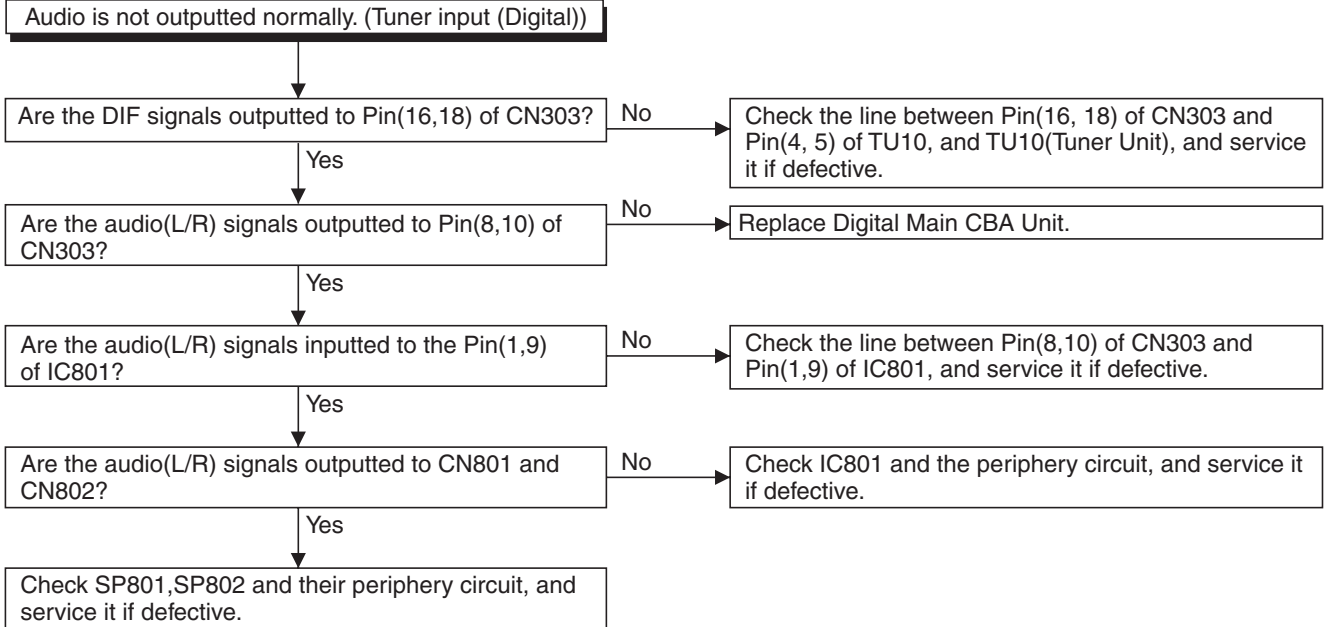 Audio is not outputted normally. (Tuner input (Digital))
Are the DIF signals outputted to Pin(16,18) of CN303?
No
Check the line between Pin(16, 18) of CN303 and
Pin(4, 5) of TU10, and TU10(Tuner Unit), and service
it if defective.
Yes
Are the audio(L/R) signals outputted to Pin(8,10) of
CN303?
No
Replace Digital Main CBA Unit.
Yes
Are the audio(L/R) signals inputted to the Pin(1,9)
of IC801?
No
Check the line between Pin(8,10) of CN303 and
Pin(1,9) of IC801, and service it if defective.
Yes
Are the audio(L/R) signals outputted to CN801 and
CN802?
No
Check IC801 and the periphery circuit, and service it
if defective.
Yes
Check SP801,SP802 and their periphery circuit, and
service it if defective.